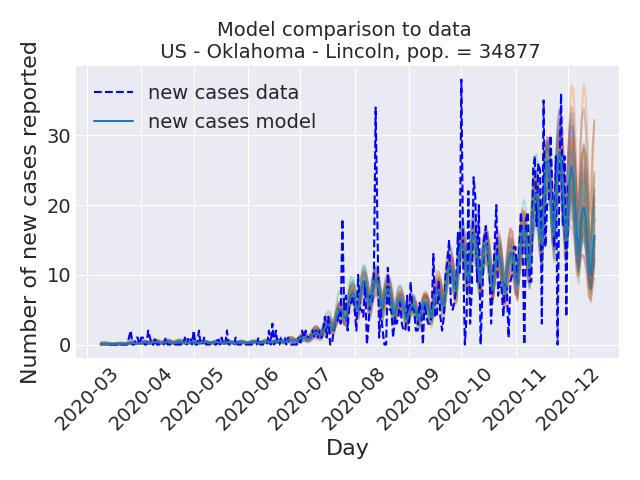 Model comparison to data
US - Oklahoma - Lincoln, pop. = 34877
Number of new cases reported
new cases data
new cases model
30
20
10
0
2020-03
2020-04
2020-05
2020-06
2020-07
2020-08
2020-09
2020-10
2020-11
2020-12
Day